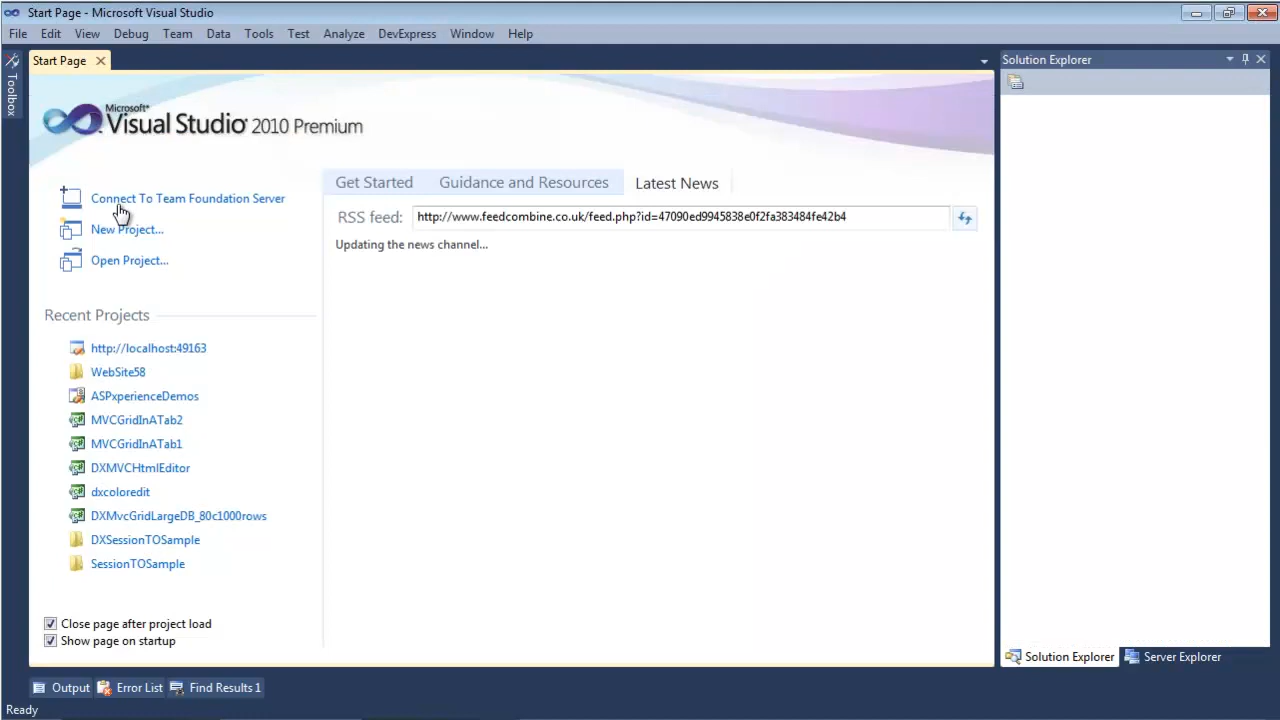 Start Page - Microsoft Visual Studio
File Edit View Debug Team Data Tools Test Analyze DevExpress Window Help
Toolbox
Start Page
Solution Explorer
Microsoft®
Visual Studio® 2010 Premium
Connect To Team Foundation Server
New Project...
Open Project...
Get Started Guidance and Resources Latest News
RSS feed: http://www.feedcombine.co.uk/feed.php?id=47090ed9945838e0f2fa383484fe42b4
Updating the news channel...
Recent Projects
http://localhost:49163
WebSite58
ASPxperienceDemos
MVCGridInATab2
MVCGridInATab1
DXMVCHtmlEditor
dxcoloredit
DXMvcGridLargeDB_80c1000rows
DXSessionTOSample
SessionTOSample
Close page after project load
Show page on startup
Solution Explorer Server Explorer
Output Error List Find Results 1
Ready